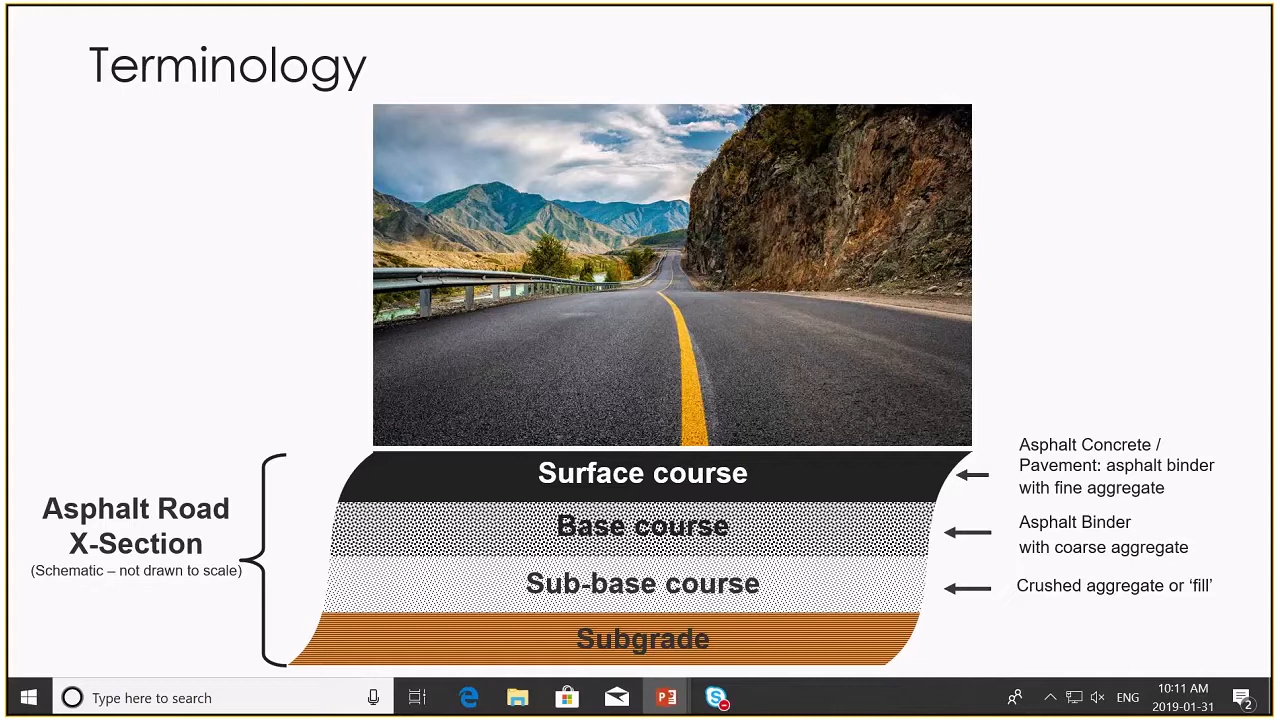 Terminology
Surface course
Base course
Sub-base course
Subgrade
Asphalt Road
X-Section
(Schematic – not drawn to scale)
Asphalt Concrete /
Pavement: asphalt binder
with fine aggregate
Asphalt Binder
with coarse aggregate
Crushed aggregate or ‘fill’
Type here to search
ENG
10:11 AM
2019-01-31
2